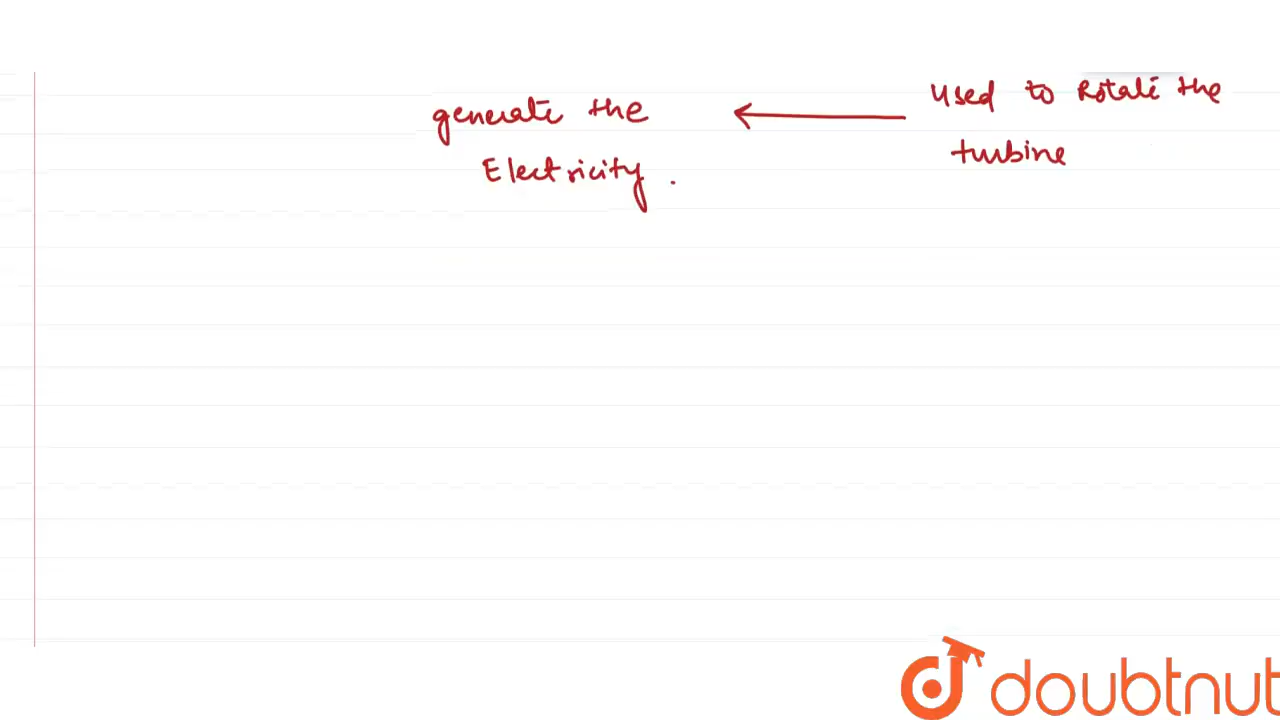 generate the
Electricity.
Used to Rotate the
turbine
doubtnut